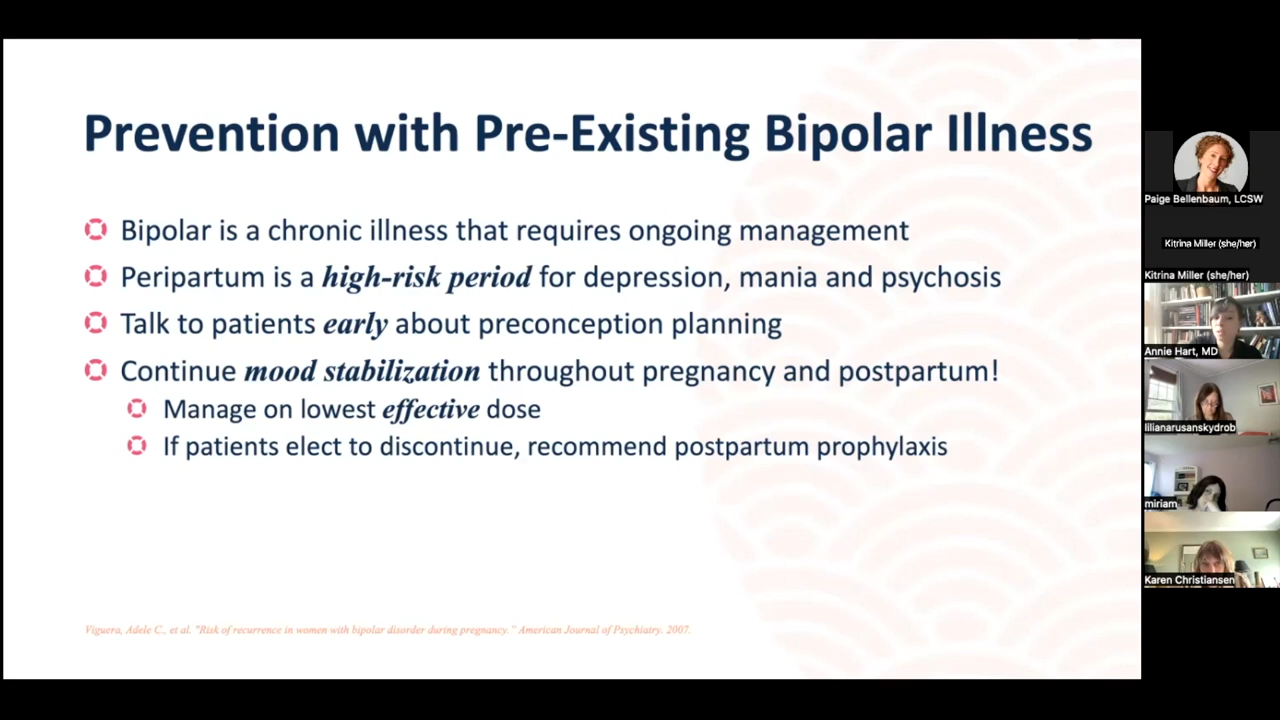 Prevention with Pre-Existing Bipolar Illness
Bipolar is a chronic illness that requires ongoing management
Peripartum is a high-risk period for depression, mania and psychosis
Talk to patients early about preconception planning
Continue mood stabilization throughout pregnancy and postpartum!
Manage on lowest effective dose
If patients elect to discontinue, recommend postpartum prophylaxis
Viguera, Adele C., et al. "Risk of recurrence in women with bipolar disorder during pregnancy." American Journal of Psychiatry. 2007.
Paige Bellenbaum, LCSW
Kitrina Miller (she/her)
Kitrina Miller (she/her)
Annie Hart, MD
lilianarusanskydrob
miriam
Karen Christiansen